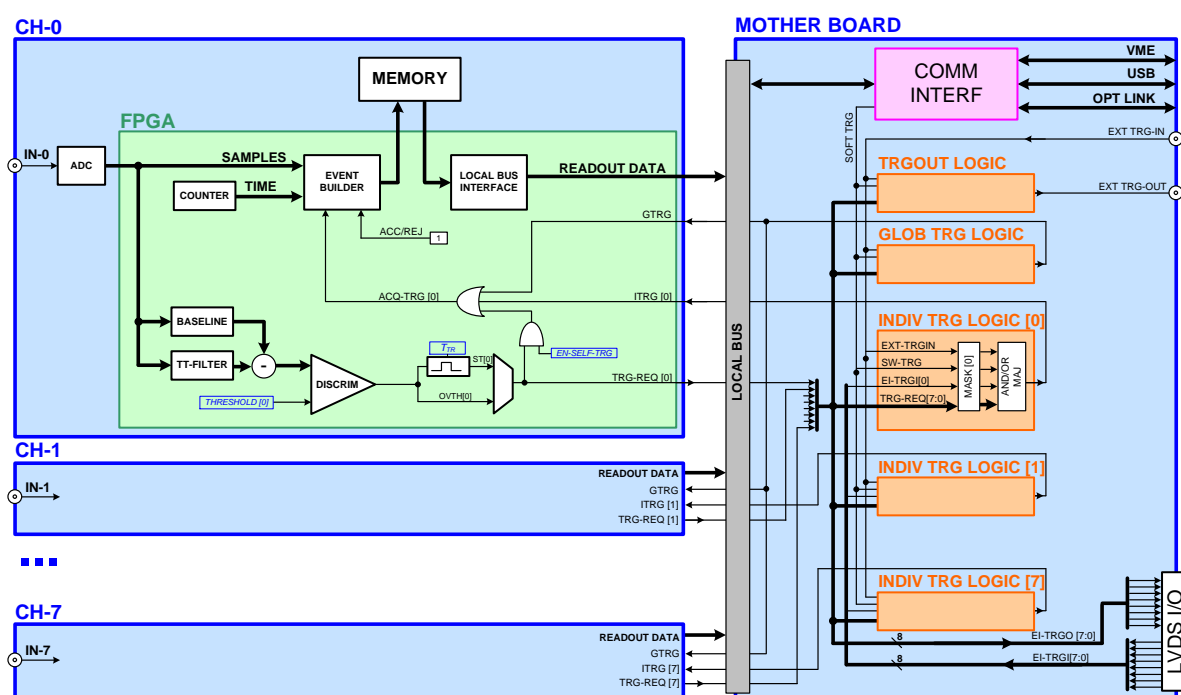 CH-0
MOTHER BOARD
MEMORY
FPGA
IN-0
ADC
SAMPLES
COUNTER
TIME
EVENT
BUILDER
LOCAL BUS
INTERFACE
READOUT DATA
ACC/REJ
1
GTRG
ACQ-TRG [0]
ITRG [0]
BASELINE
TT-FILTER
-
THRESHOLD [0]
DISCRIM
TTR
ST[0]
OVTH[0]
EN-SELF-TRG
TRG-REQ [0]
LOCAL BUS
COMM
INTERF
VME
USB
OPT LINK
SOFT TRG
EXT TRG-IN
TRGOUT LOGIC
EXT TRG-OUT
GLOB TRG LOGIC
INDIV TRG LOGIC [0]
EXT-TRGIN
SW-TRG
EI-TRGI[0]
TRG-REQ[7:0]
MASK [0]
AND/OR
MAJ
CH-1
IN-1
READOUT DATA
GTRG
ITRG [1]
TRG-REQ [1]
INDIV TRG LOGIC [1]
CH-7
IN-7
READOUT DATA
GTRG
ITRG [7]
TRG-REQ [7]
INDIV TRG LOGIC [7]
8
EI-TRGO [7:0]
8
EI-TRGI[7:0]
LVDS I/O